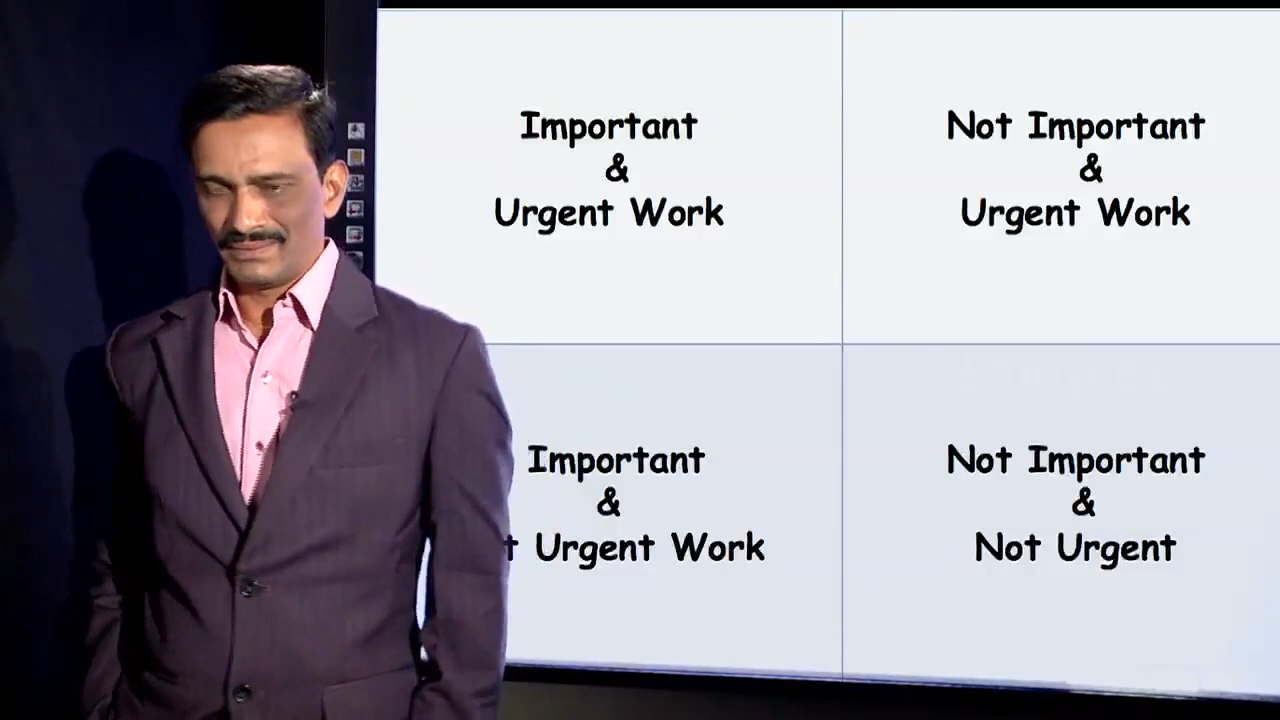 Important
&
Urgent Work
Not Important
&
Urgent Work
Important
&
t Urgent Work
Not Important
&
Not Urgent